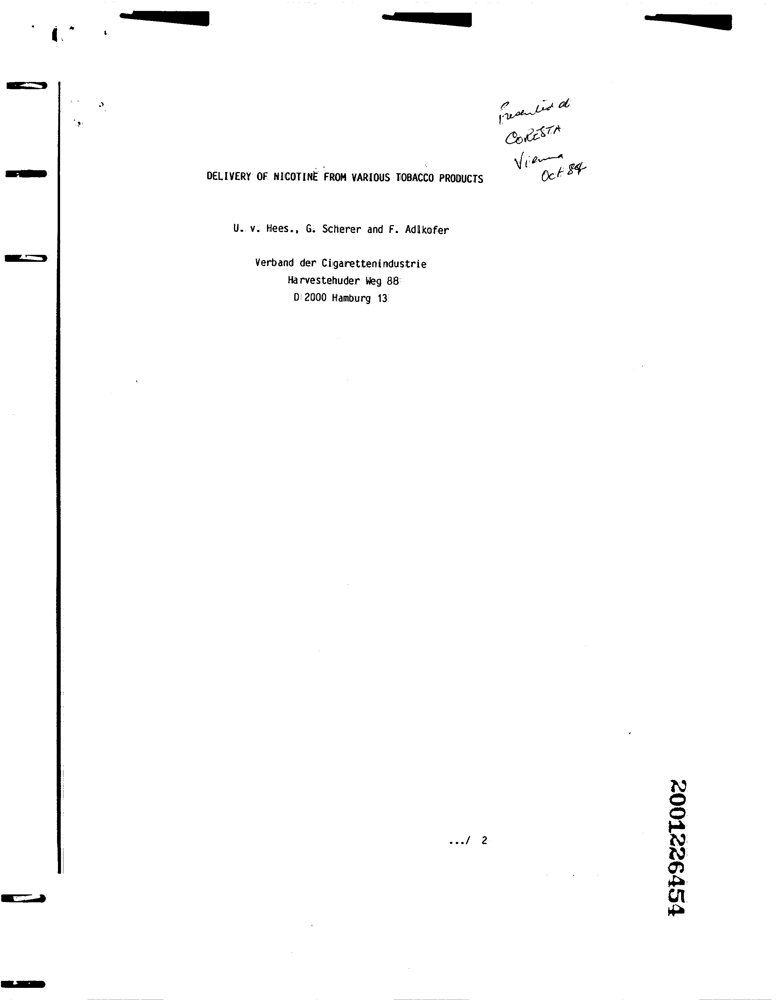 Presented at
CORESTA
Vienna
Oct 84
DELIVERY OF NICOTINE FROM VARIOUS TOBACCO PRODUCTS
U. v. Hees., G. Scherer and F. Adlkofer
Verband der Cigarettenindustrie
Harvestehuder Weg 88
D 2000 Hamburg 13
.../ 2
2001226454